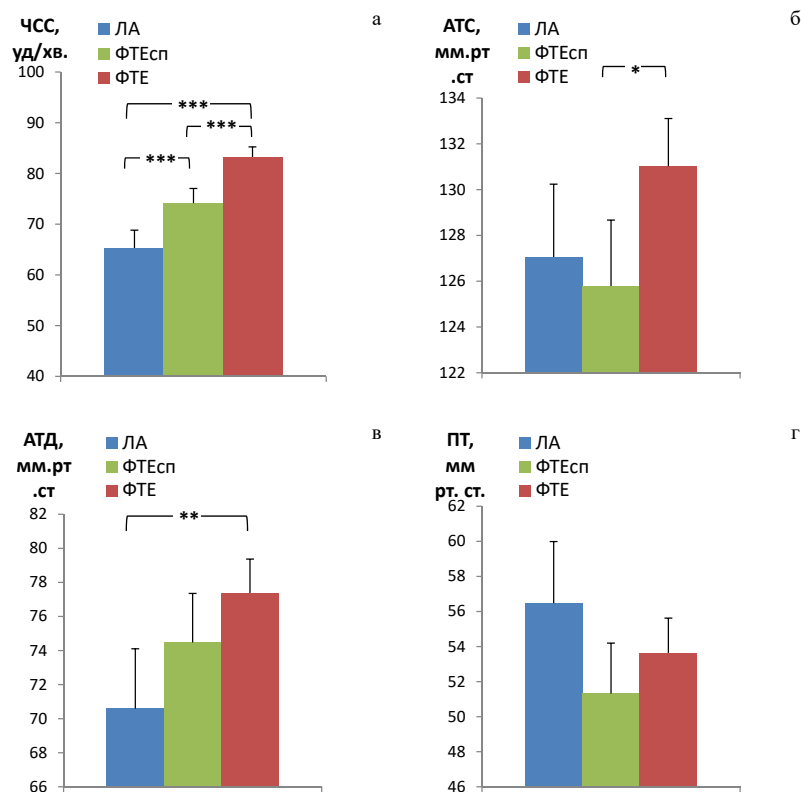 ЧСС,
уд/хв.
ЛА
ФТЕсп
ФТЕ
а
100
90
80
70
60
50
40
***
***
***
АТС,
мм.рт
.ст
ЛА
ФТЕсп
ФТЕ
б
134
132
130
128
126
124
122
*
АТД,
мм.рт
.ст
ЛА
ФТЕсп
ФТЕ
в
82
80
78
76
74
72
70
68
66
**
ПТ,
мм
рт. ст.
ЛА
ФТЕсп
ФТЕ
г
62
60
58
56
54
52
50
48
46